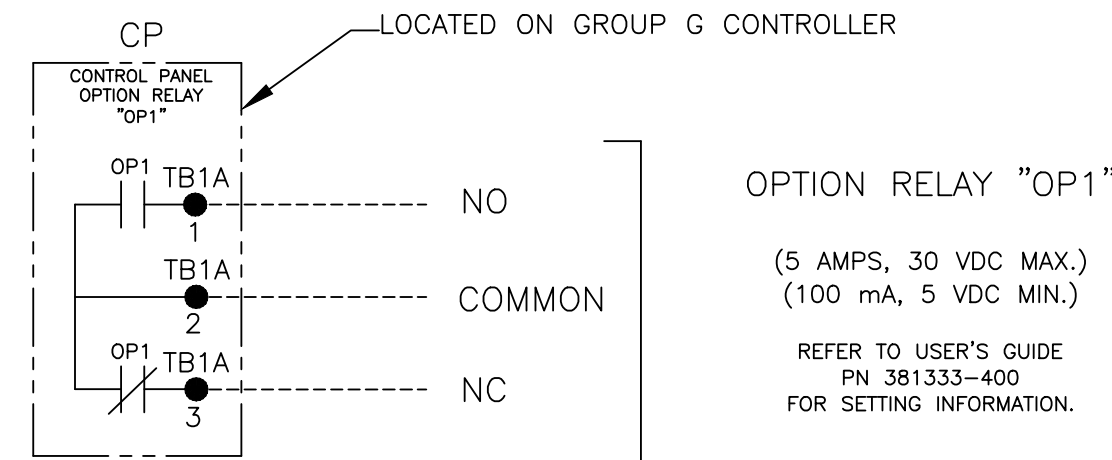 CP
LOCATED ON GROUP G CONTROLLER
CONTROL PANEL
OPTION RELAY
"OP1"
OP1
TB1A
1
NO
TB1A
2
COMMON
OP1
TB1A
3
NC
OPTION RELAY "OP1"
(5 AMPS, 30 VDC MAX.)
(100 mA, 5 VDC MIN.)
REFER TO USER'S GUIDE
PN 381333-400
FOR SETTING INFORMATION.